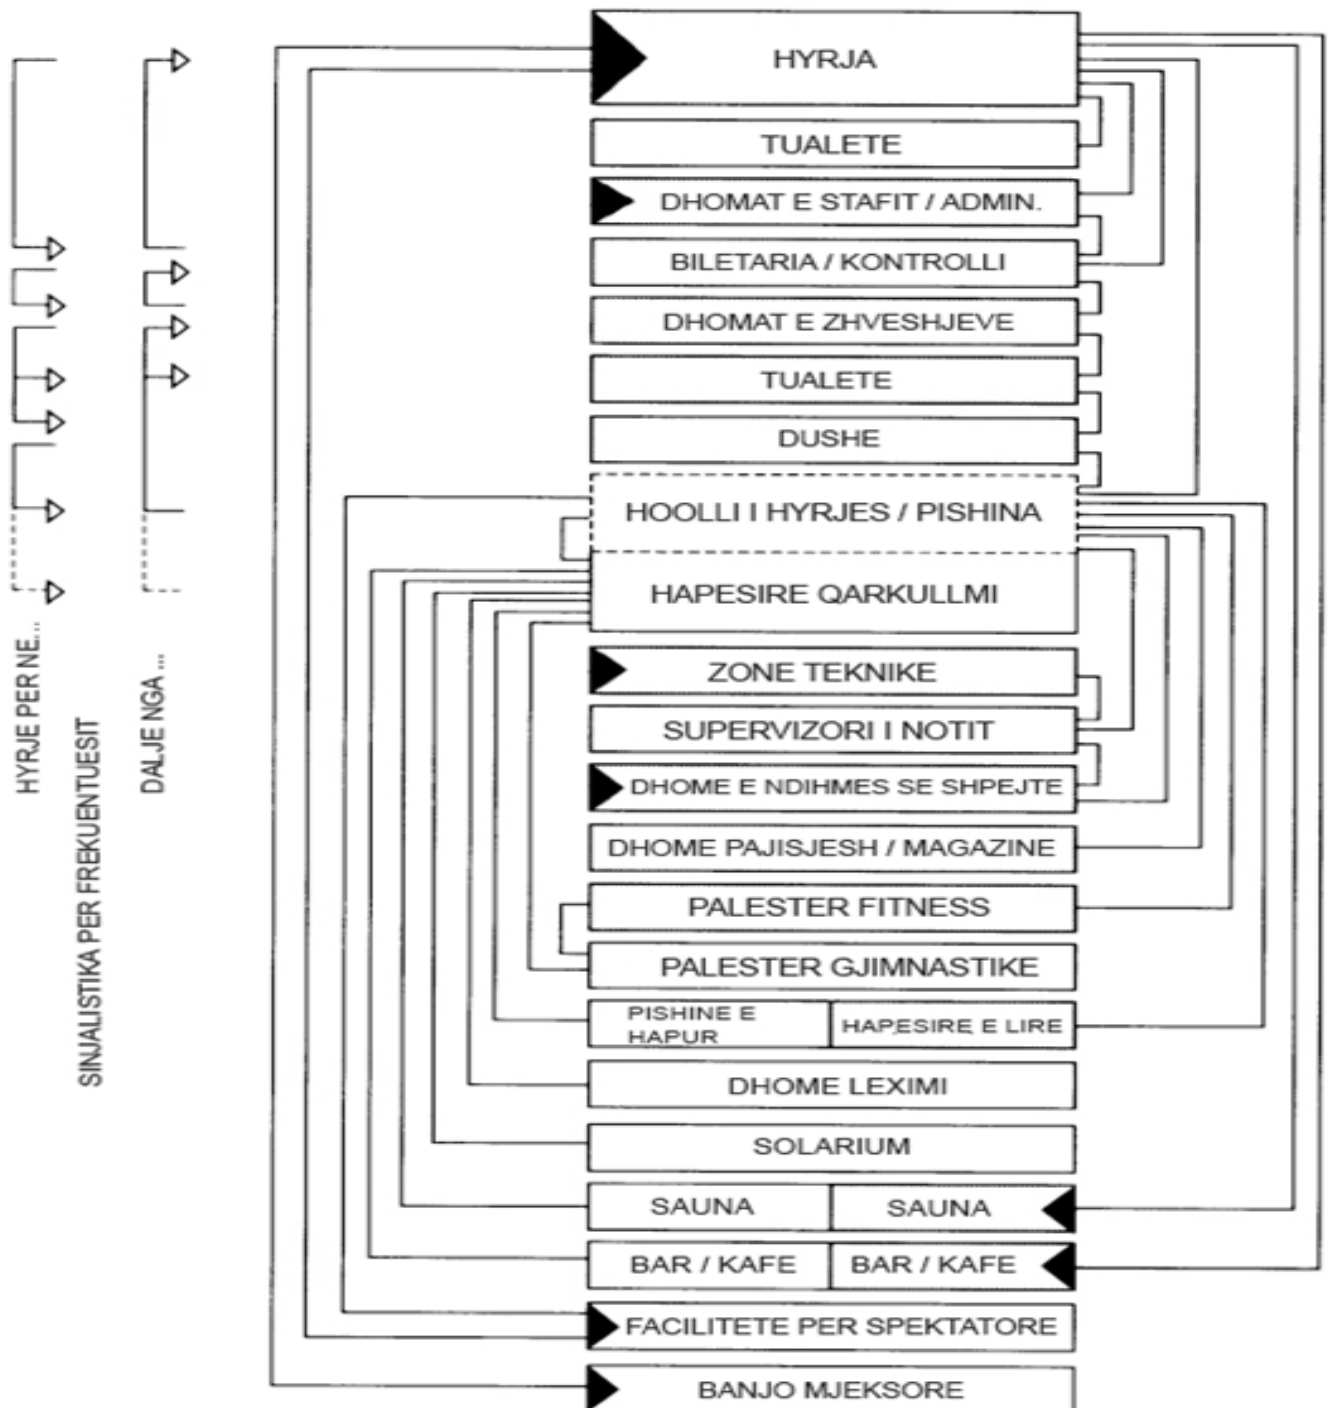 HYRJE PER NE...
SINJALISTIKA PER FREKUENTUESIT
DALJE NGA ...
HYRJA
TUALETE
DHOMAT E STAFIT / ADMIN.
BILETARIA / KONTROLLI
DHOMAT E ZHVESHJEVE
TUALETE
DUSHE
HOOLLI I HYRJES / PISHINA
HAPESIRE QARKULLMI
ZONE TEKNIKE
SUPERVIZORI I NOTIT
DHOME E NDIHMES SE SHPEJTE
DHOME PAJISJESH / MAGAZINE
PALESTER FITNESS
PALESTER GJIMNASTIKE
PISHINE E
HAPUR
HAPESIRE E LIRE
DHOME LEXIMI
SOLARIUM
SAUNA
SAUNA
BAR / KAFE
BAR / KAFE
FACILITETE PER SPEKTATORE
BANJO MJEKSORE